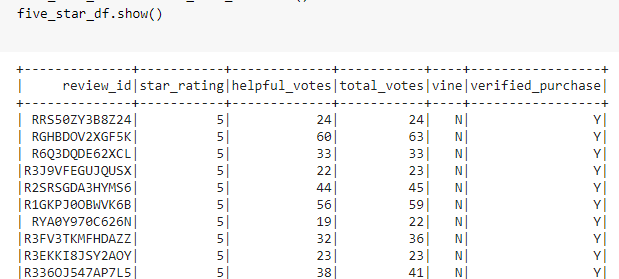 five_star_df.show()
+--------------+-----------+-------------+-----------+----+-----------------+
|     review_id|star_rating|helpful_votes|total_votes|vine|verified_purchase|
+--------------+-----------+-------------+-----------+----+-----------------+
| RRS50ZY3B8Z24|          5|           24|         24|   N|                Y|
| RGHBDOV2XGF5K|          5|           60|         63|   N|                Y|
| R6Q3DQDE62XCL|          5|           33|         33|   N|                Y|
|R3J9VFEGUJQUSX|          5|           22|         23|   N|                Y|
|R2SRSGDA3HYMS6|          5|           44|         45|   N|                Y|
|R1GKPJ0OBWVK6B|          5|           56|         59|   N|                Y|
| RYA0Y970C626N|          5|           19|         22|   N|                Y|
|R3FV3TKMFHDAZZ|          5|           32|         36|   N|                Y|
|R3EKKI8JSY2AOY|          5|           23|         23|   N|                Y|
|R336OJ547AP7L5|          5|           38|         41|   N|                Y|